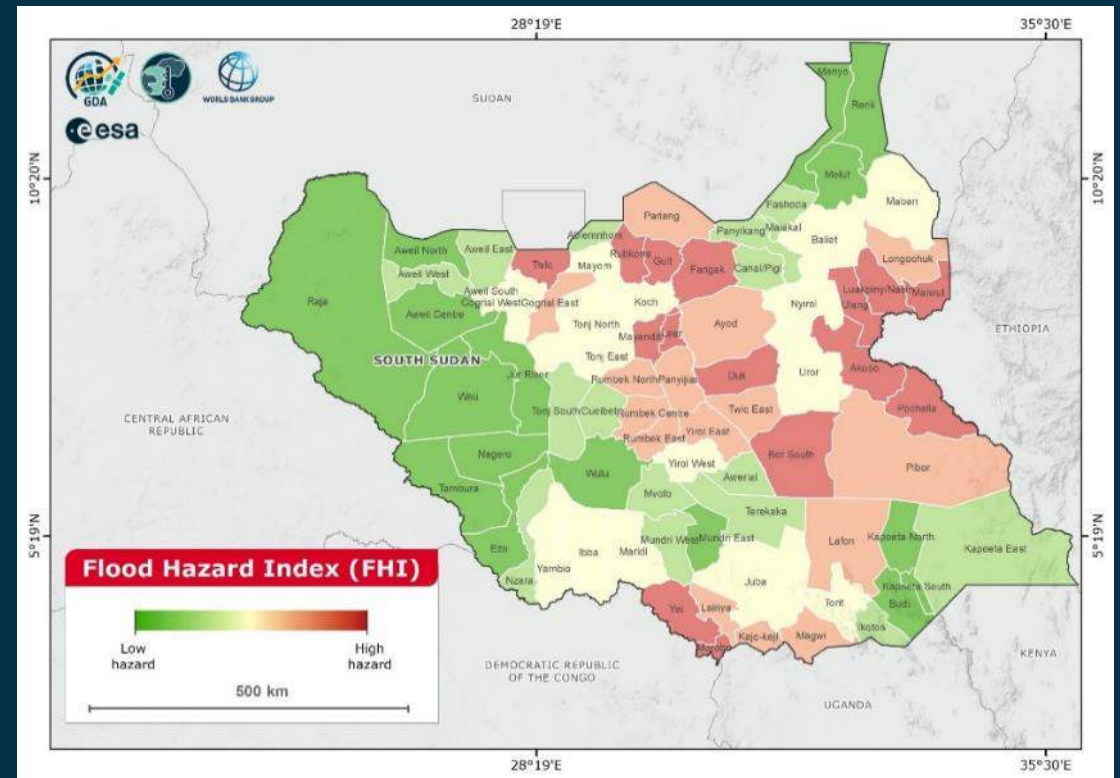 28°19'E
35°30'E
GDA
WORLD BANK GROUP
esa
SUDAN
10°20'N
10°20'N
Manyo
Renk
Melut
Maban
Fashoda
Pariang
Panyikang
Malakal
Baliet
Abiemnhom
Rubkona
Guit
Fangak
Canal/Pigi
Longochuk
Aweil North
Aweil East
Twic
Mayom
Aweil West
Luakpiny/Nasir
Maiwut
Ulang
Aweil South
Gogrial West
Gogrial East
Koch
Nyirol
Raja
Aweil Centre
Tonj North
Mayendit
Leer
Ayod
ETHIOPIA
SOUTH SUDAN
Tonj East
Jur River
Rumbek North
Panyijiar
Duk
Uror
Akobo
Wau
Pochalla
CENTRAL AFRICAN
REPUBLIC
Tonj South
Cueibet
Rumbek Centre
Twic East
Yirol East
Rumbek East
Nagero
Bor South
Pibor
Wulu
Yirol West
Awerial
Tamoura
Mvolo
Terekeka
5°19'N
5°19'N
Ezo
Ibba
Maridi
Mundri West
Mundri East
Lafon
Kapoeta North
Kapoeta East
Flood Hazard Index (FHI)
Nzara
Yambio
Juba
Kapoeta South
Budi
Torit
Yei
Lainya
Ikotos
Kajo-keji
Magwi
Morobo
Low
hazard
High
hazard
500 km
DEMOCRATIC REPUBLIC
OF THE CONGO
KENYA
UGANDA
28°19'E
35°30'E